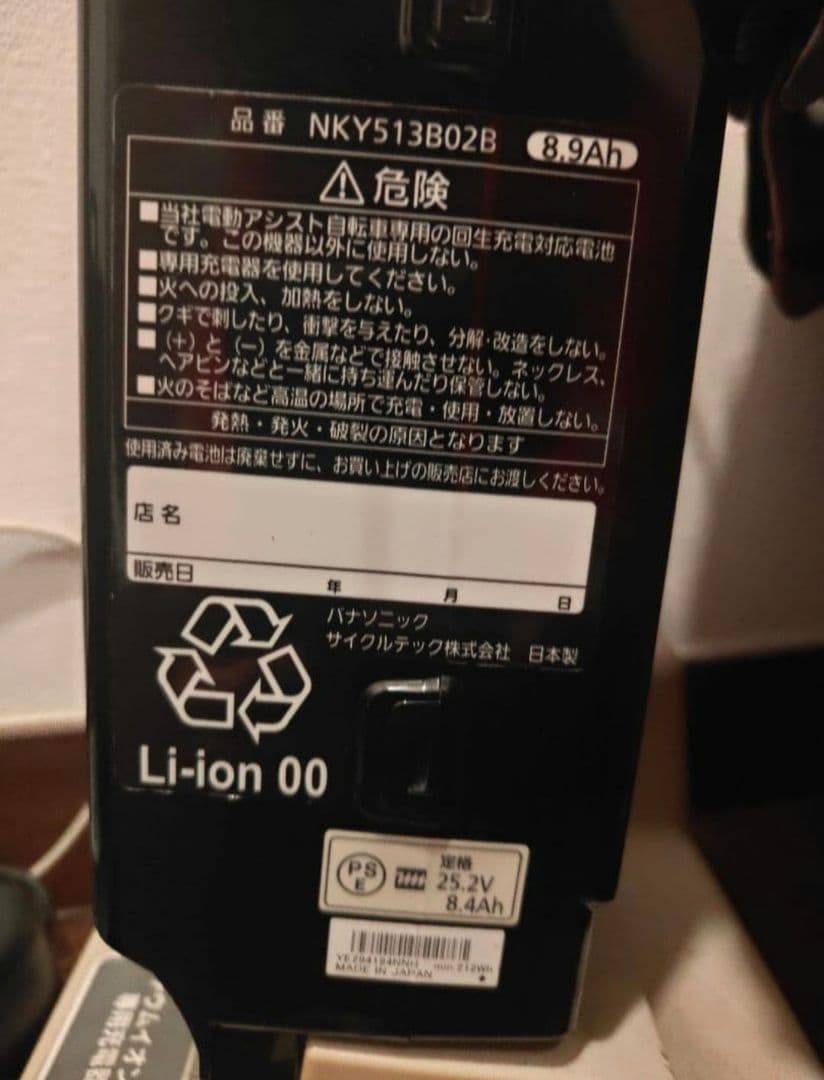 品番 NKY513B02B 8.9Ah
⚠危険
■当社電動アシスト自転車専用の回生充電対応電池
です。この機器以外に使用しない。
■専用充電器を使用してください。
■火への投入、加熱をしない。
■クギで刺したり、衝撃を与えたり、分解・改造をしない。
■(+)と(−)を金属などで接触させない。ネックレス、
ヘアピンなどと一緒に持ち運んだり保管しない。
■火のそばなど高温の場所で充電・使用・放置しない。
発熱・発火・破裂の原因となります
使用済み電池は廃棄せずに、お買い上げの販売店にお渡しください。
店名
販売日 年 月 日
パナソニック
サイクルテック株式会社 日本製
Li-ion 00
PS
E
定格
25.2V
8.4Ah
MADE IN JAPAN min.212Wh
ウムイオン
専用充電器